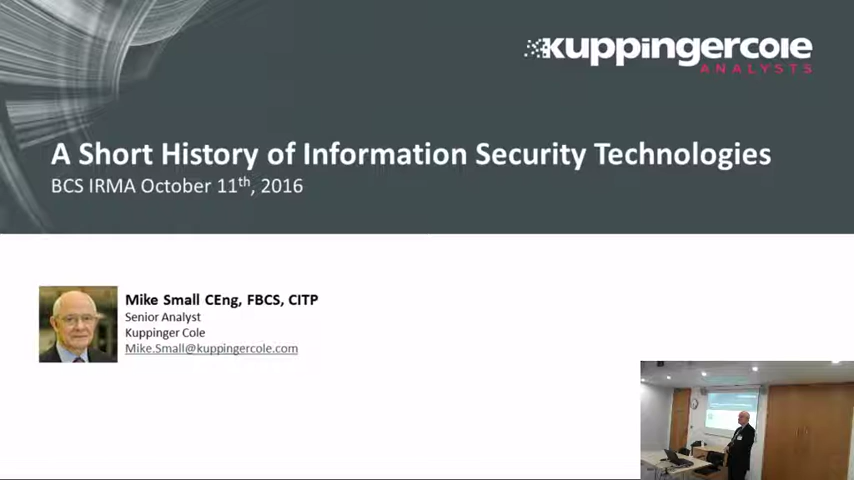 kuppingercole
ANALYSTS
A Short History of Information Security Technologies
BCS IRMA October 11th, 2016
Mike Small CEng, FBCS, CITP
Senior Analyst
Kuppinger Cole
Mike.Small@kuppingercole.com